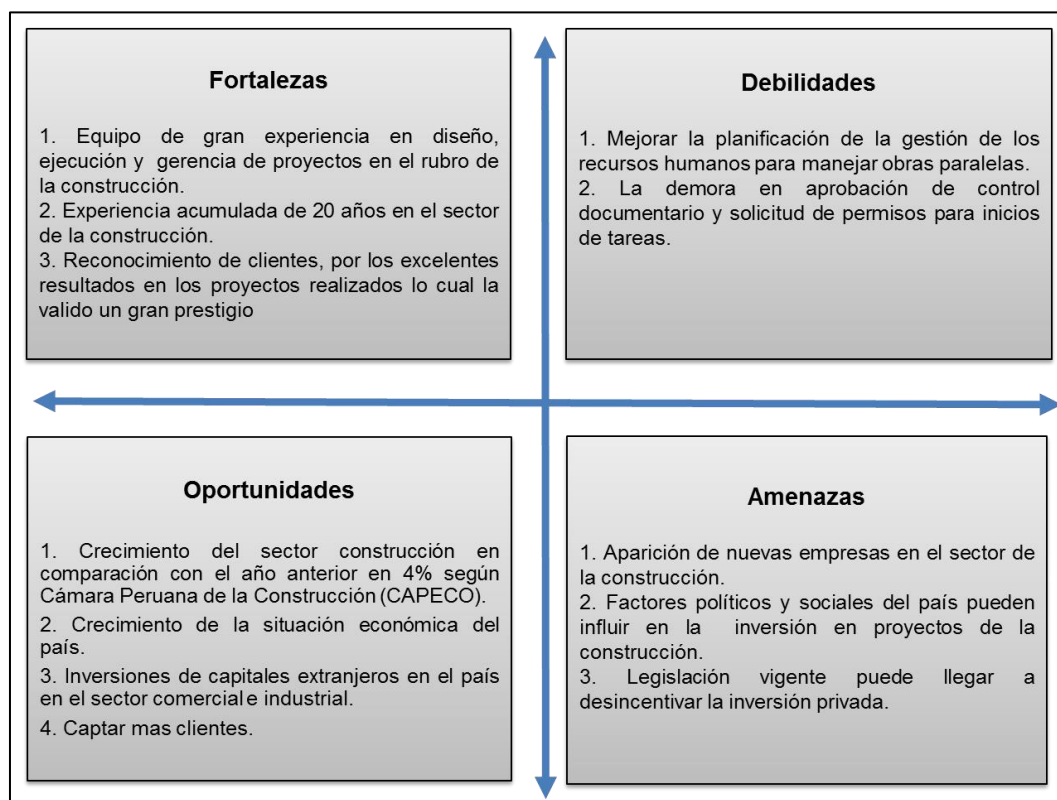 Fortalezas
1. Equipo de gran experiencia en diseño,
ejecución y gerencia de proyectos en el rubro de
la construcción.
2. Experiencia acumulada de 20 años en el sector
de la construcción.
3. Reconocimiento de clientes, por los excelentes
resultados en los proyectos realizados lo cual la
valido un gran prestigio
Debilidades
1. Mejorar la planificación de la gestión de los
recursos humanos para manejar obras paralelas.
2. La demora en aprobación de control
documentario y solicitud de permisos para inicios
de tareas.
Oportunidades
1. Crecimiento del sector construcción en
comparación con el año anterior en 4% según
Cámara Peruana de la Construcción (CAPECO).
2. Crecimiento de la situación económica del
país.
3. Inversiones de capitales extranjeros en el país
en el sector comercial e industrial.
4. Captar mas clientes.
Amenazas
1. Aparición de nuevas empresas en el sector de
la construcción.
2. Factores políticos y sociales del país pueden
influir en la inversión en proyectos de la
construcción.
3. Legislación vigente puede llegar a
desincentivar la inversión privada.